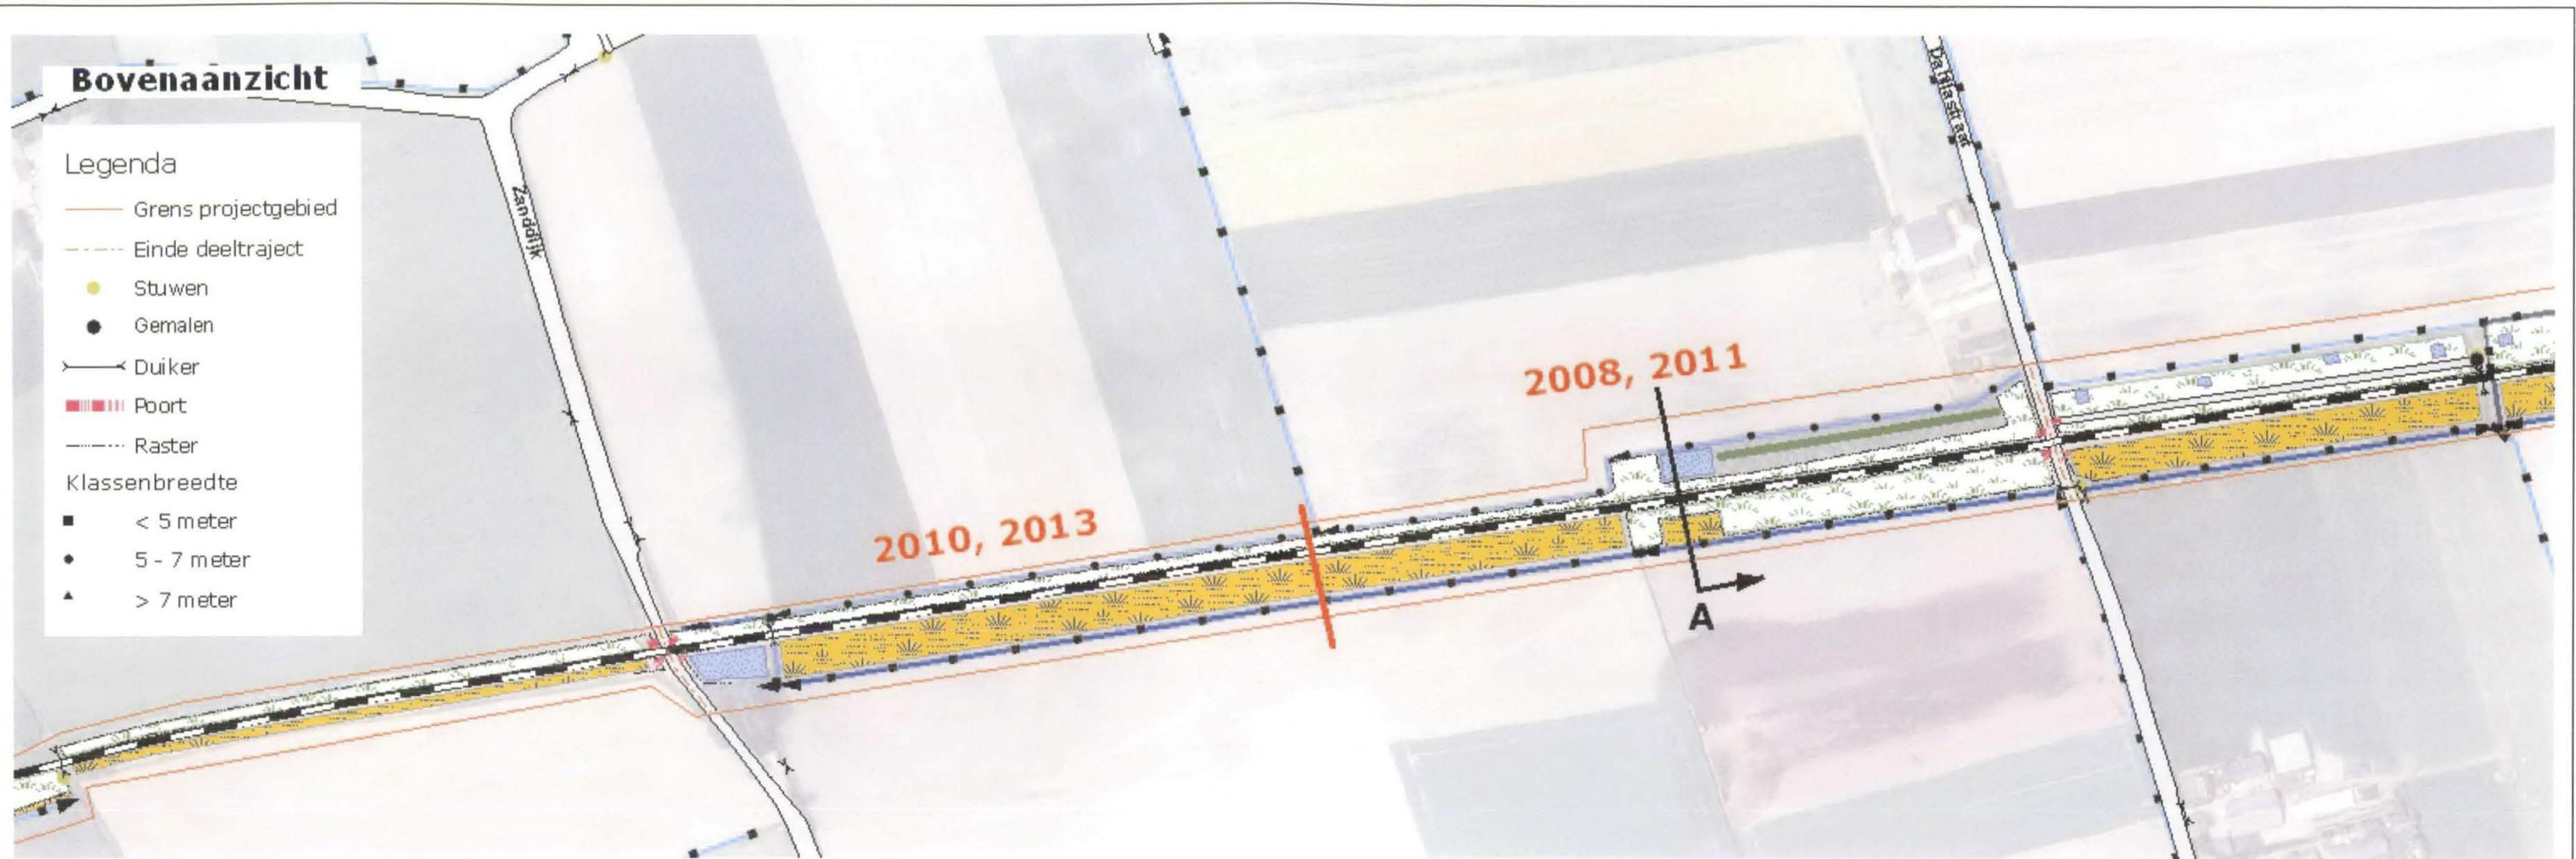 Bovenaanzicht
Legenda
Grens projectgebied
Einde deeltraject
Stuwen
Gemalen
Duiker
Poort
Raster
Klassenbreedte
< 5 meter
5 - 7 meter
> 7 meter
Zanddijk
2010, 2013
2008, 2011
A
Dahliastraat